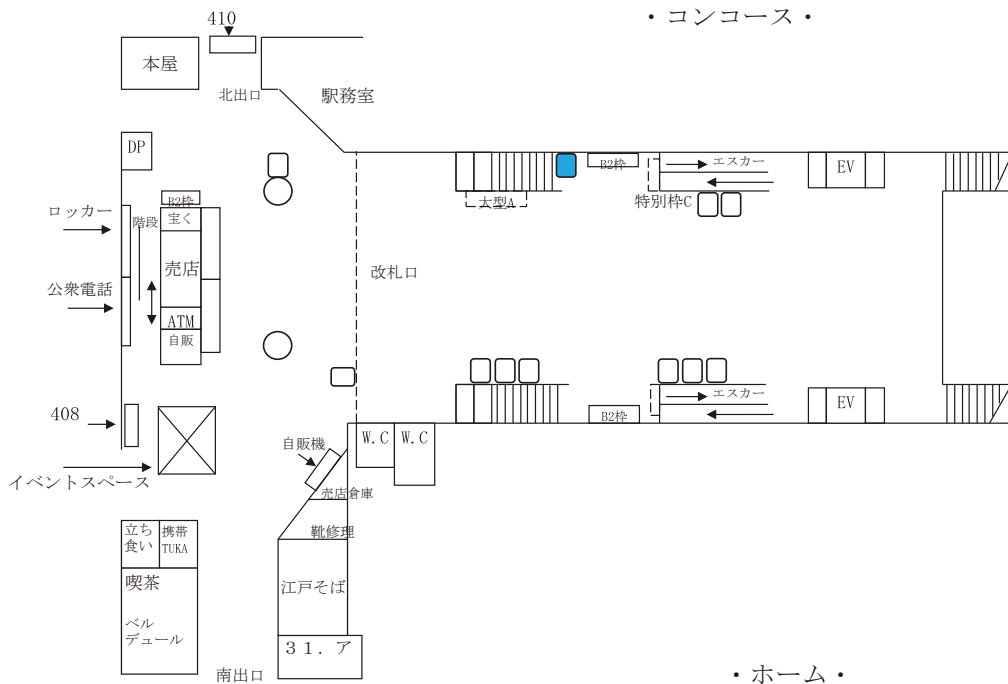 ・コンコース・
410
本屋
北出口
駅務室
DP
B2枠
宝く
ロッカー
階段
売店
公衆電話
ATM
自販
408
イベントスペース
改札口
大型A
B2枠
エスカー
特別枠C
EV
B2枠
エスカー
EV
W.C
W.C
自販機
売店倉庫
靴修理
江戸そば
31.ア
立ち
食い
携帯
TUKA
喫茶
ベル
デュール
南出口
・ホーム・